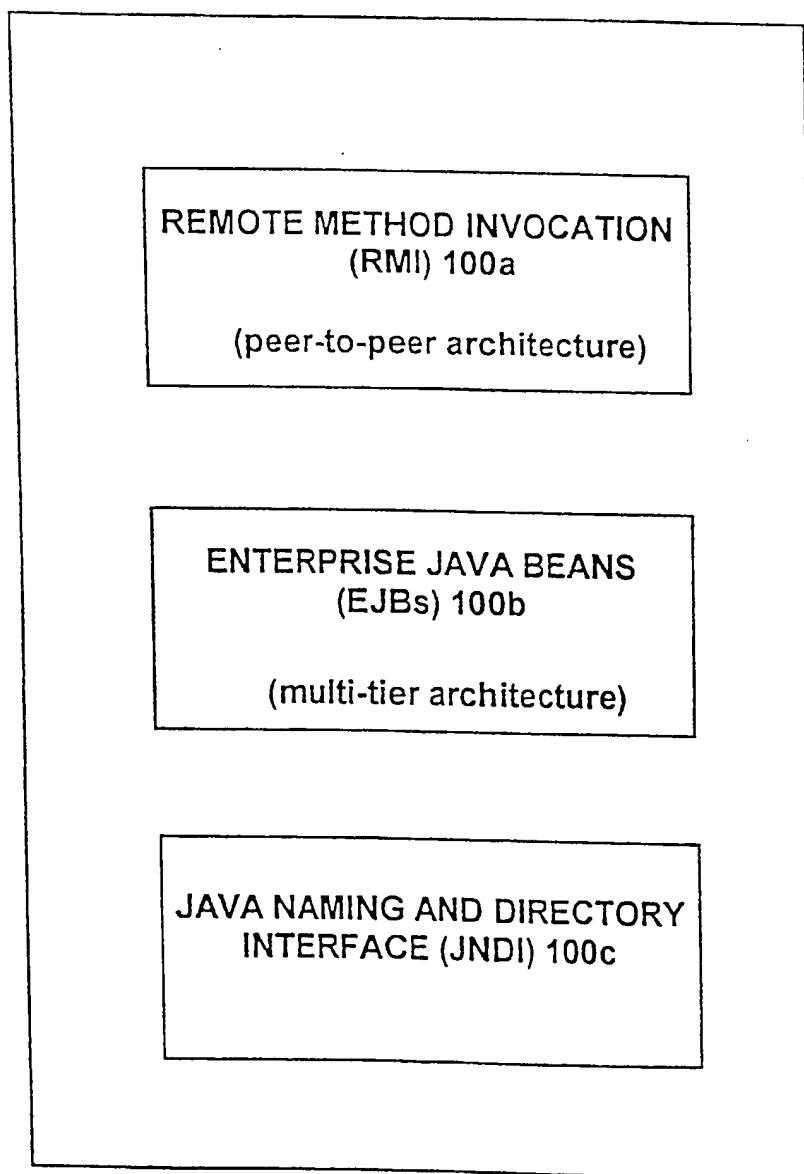 REMOTE METHOD INVOCATION
(RMI) 100a
(peer-to-peer architecture)
ENTERPRISE JAVA BEANS
(EJBs) 100b
(multi-tier architecture)
JAVA NAMING AND DIRECTORY
INTERFACE (JNDI) 100c